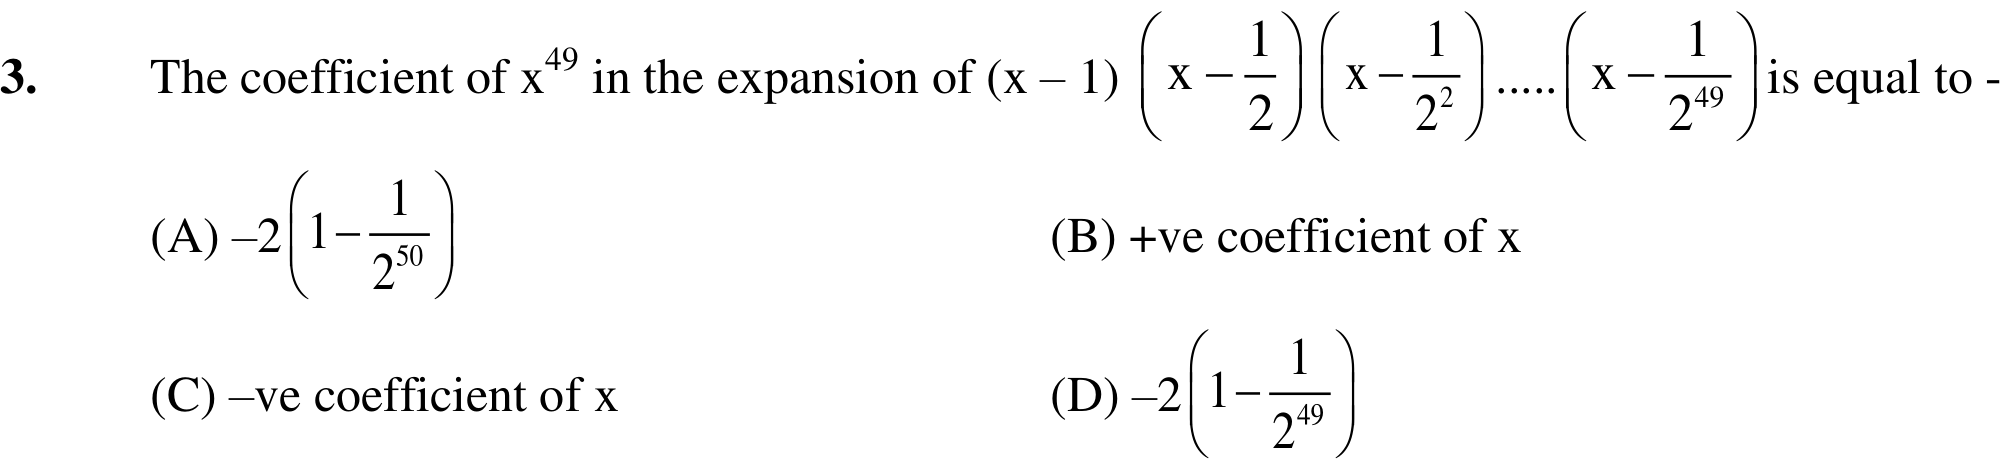 3. The coefficient of x^49 in the expansion of (x – 1) (x – 1/2) (x – 1/2^2) ..... (x – 1/2^49) is equal to -
(A) –2(1 – 1/2^50) (B) +ve coefficient of x
(C) –ve coefficient of x (D) –2(1 – 1/2^49)